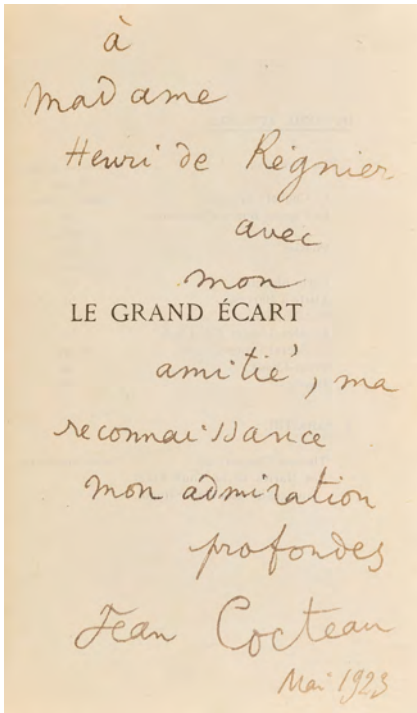 à
madame
Henri de Régnier
avec
mon
LE GRAND ÉCART
amitié, ma
reconnaissance
mon admiration
profondes
Jean Cocteau
Mai 1923